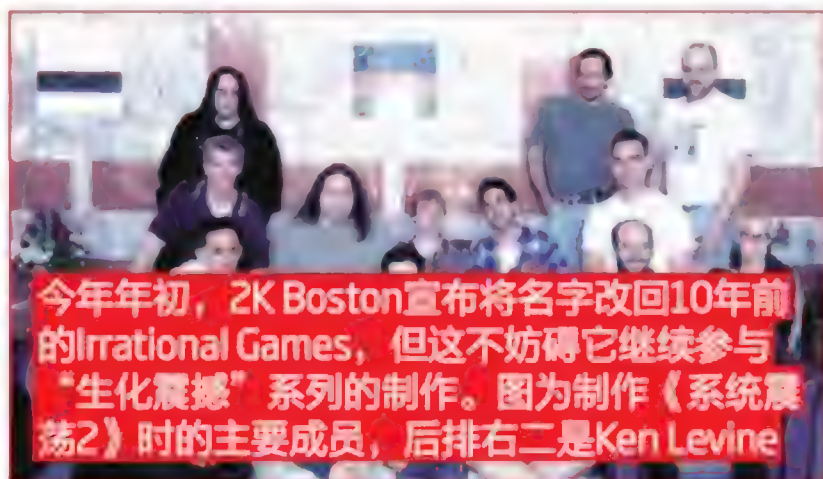 今年年初，2K Boston宣布将名字改回10年前
的Irrational Games，但这不妨碍它继续参与
“生化震撼”系列的制作。图为制作《系统震
荡2》时的主要成员，后排右二是Ken Levine